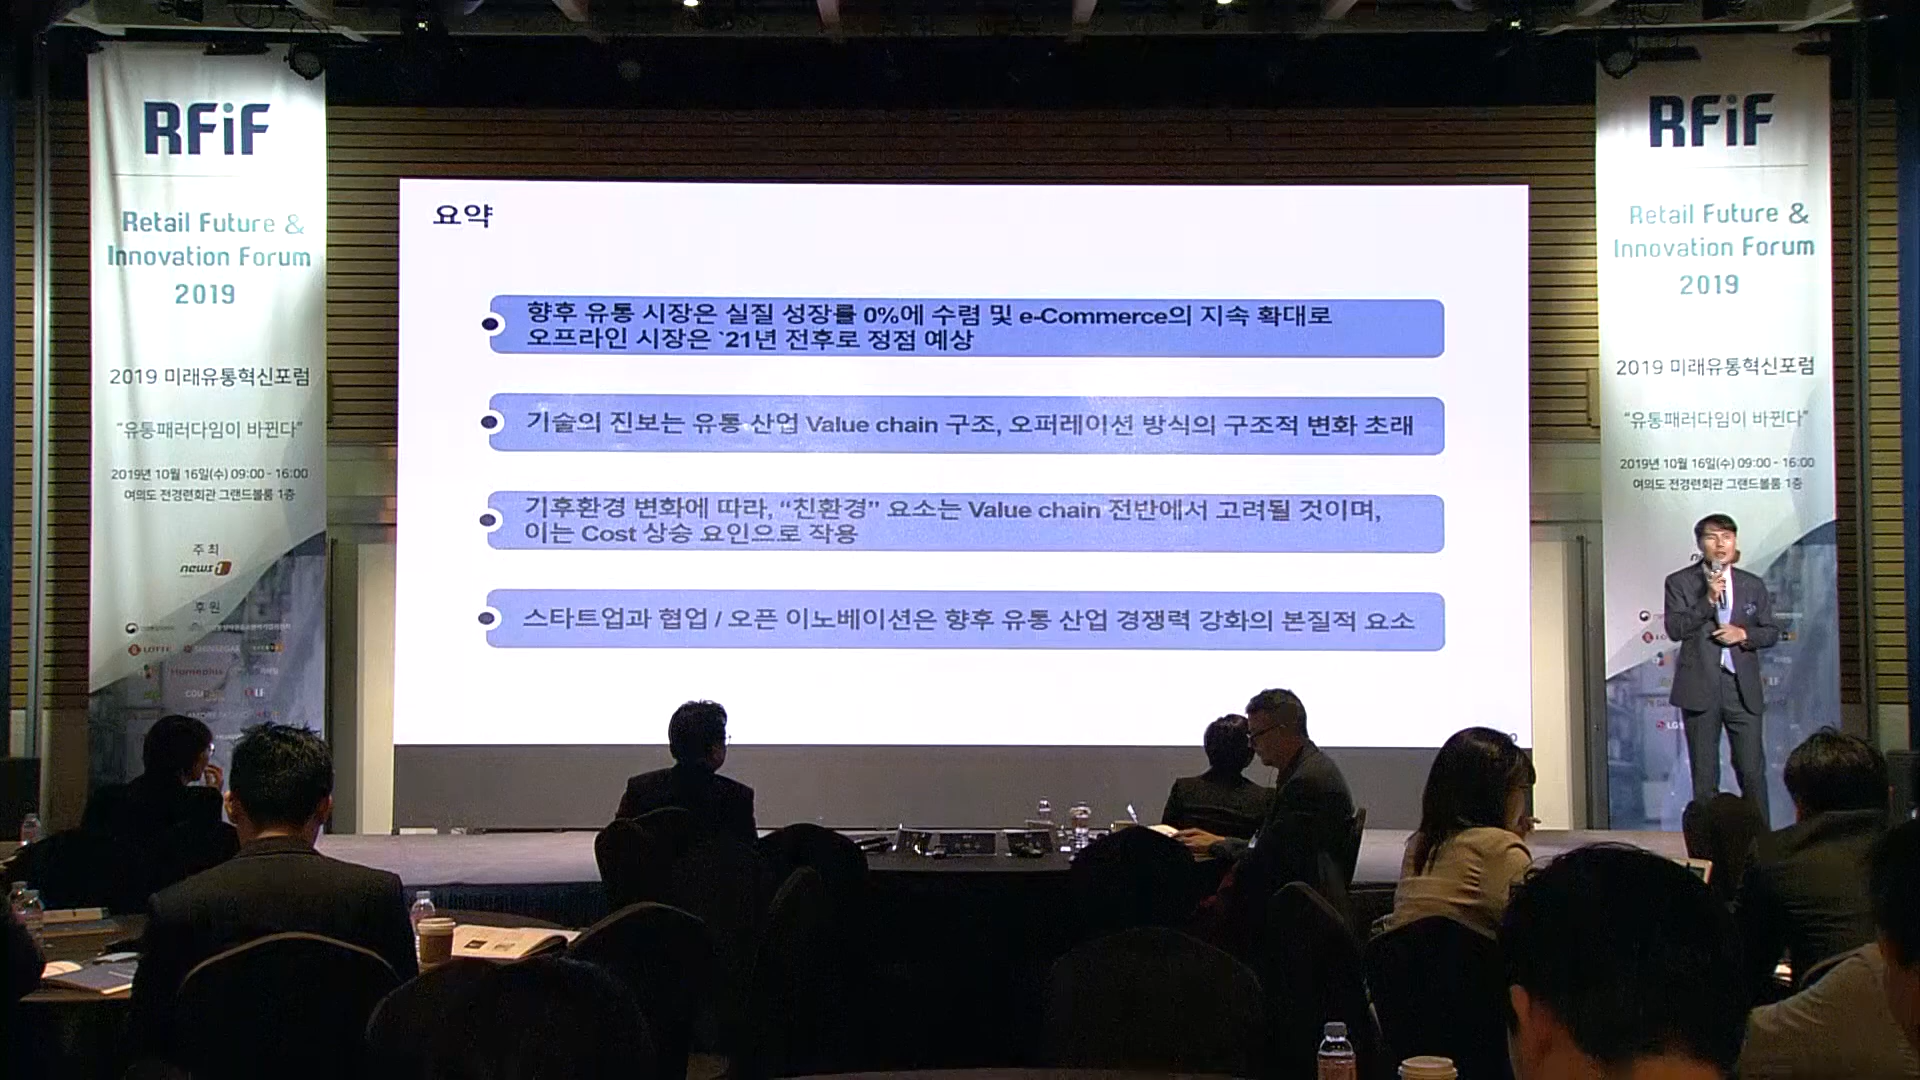 RFiF
Retail Future &
Innovation Forum
2019
2019 미래유통혁신포럼
“유통패러다임이 바뀐다”
2019년 10월 16일(수) 09:00 - 16:00
여의도 전경련회관 그랜드볼룸 1층
주 최
news1
후 원
LOTTE
SHINSEGAE
Homeplus
LF
요약
향후 유통 시장은 실질 성장률 0%에 수렴 및 e-Commerce의 지속 확대로
오프라인 시장은 `21년 전후로 정점 예상
기술의 진보는 유통 산업 Value chain 구조, 오퍼레이션 방식의 구조적 변화 초래
기후환경 변화에 따라, “친환경” 요소는 Value chain 전반에서 고려될 것이며,
이는 Cost 상승 요인으로 작용
스타트업과 협업 / 오픈 이노베이션은 향후 유통 산업 경쟁력 강화의 본질적 요소
RFiF
Retail Future &
Innovation Forum
2019
2019 미래유통혁신포럼
“유통패러다임이 바뀐다”
2019년 10월 16일(수) 09:00 - 16:00
여의도 전경련회관 그랜드볼룸 1층
LF
LG